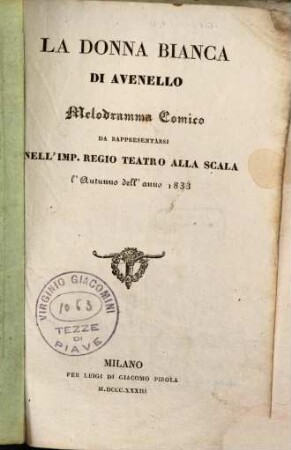 LA DONNA BIANCA
DI AVENELLO
Melodramma Comico
DA RAPPRESENTARSI
NELL'IMP. REGIO TEATRO ALLA SCALA
l'Autunno dell'anno 1833
VIRGINIO GIACOMINI
1063
TEZZE
DI
PIAVE
MILANO
PER LUIGI DI GIACOMO PIROLA
M.DCCC.XXXIII